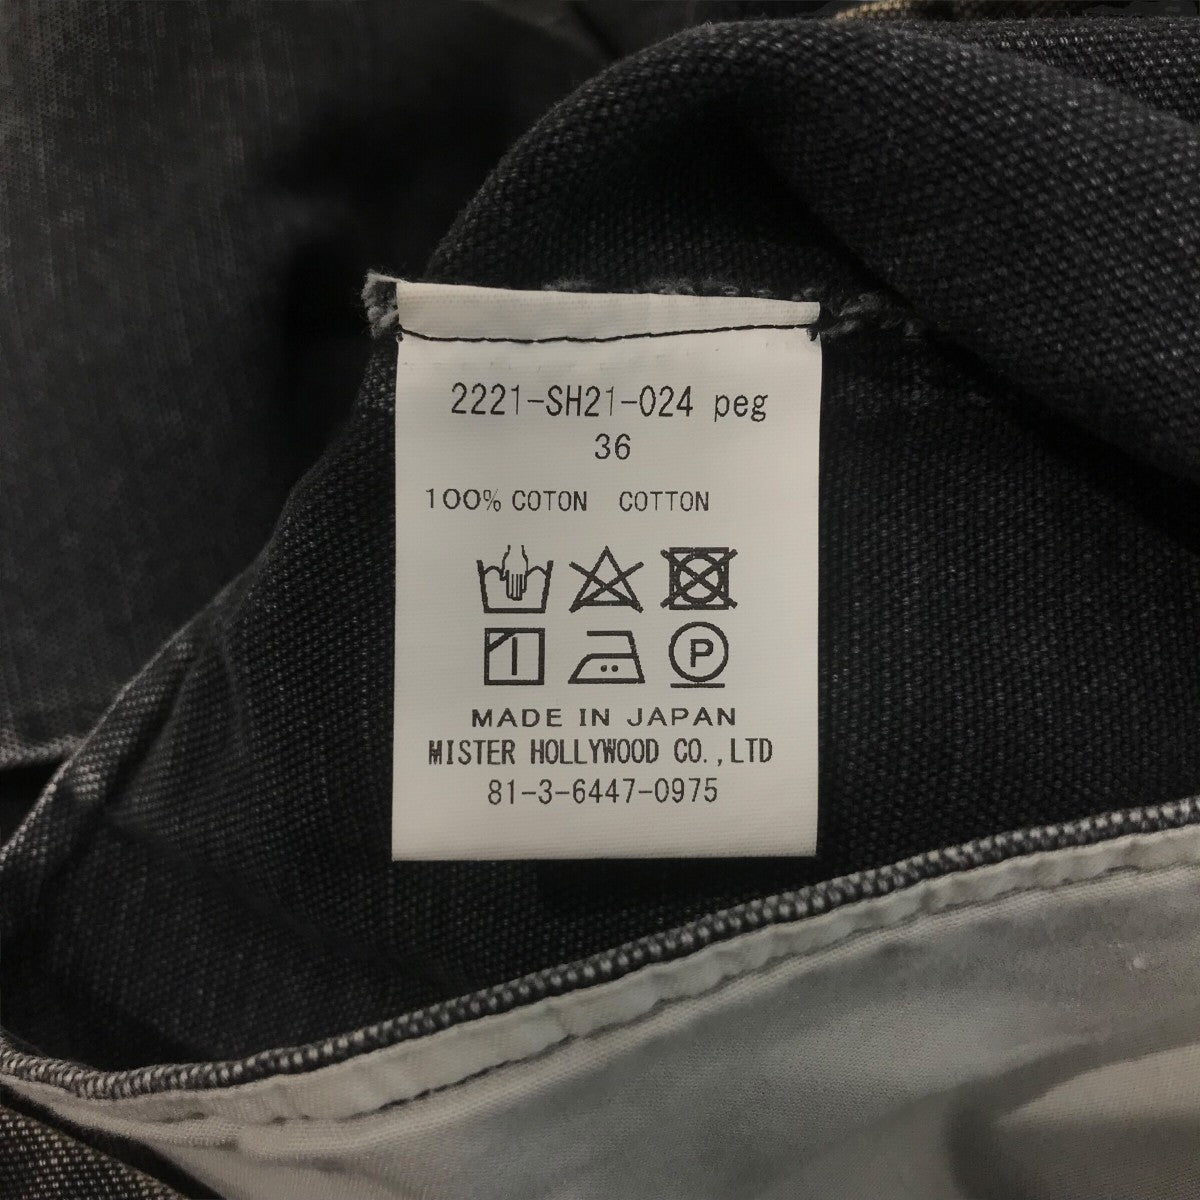 2221-SH21-024 peg
36
100% COTON COTTON
P
MADE IN JAPAN
MISTER HOLLYWOOD CO.,LTD
81-3-6447-0975